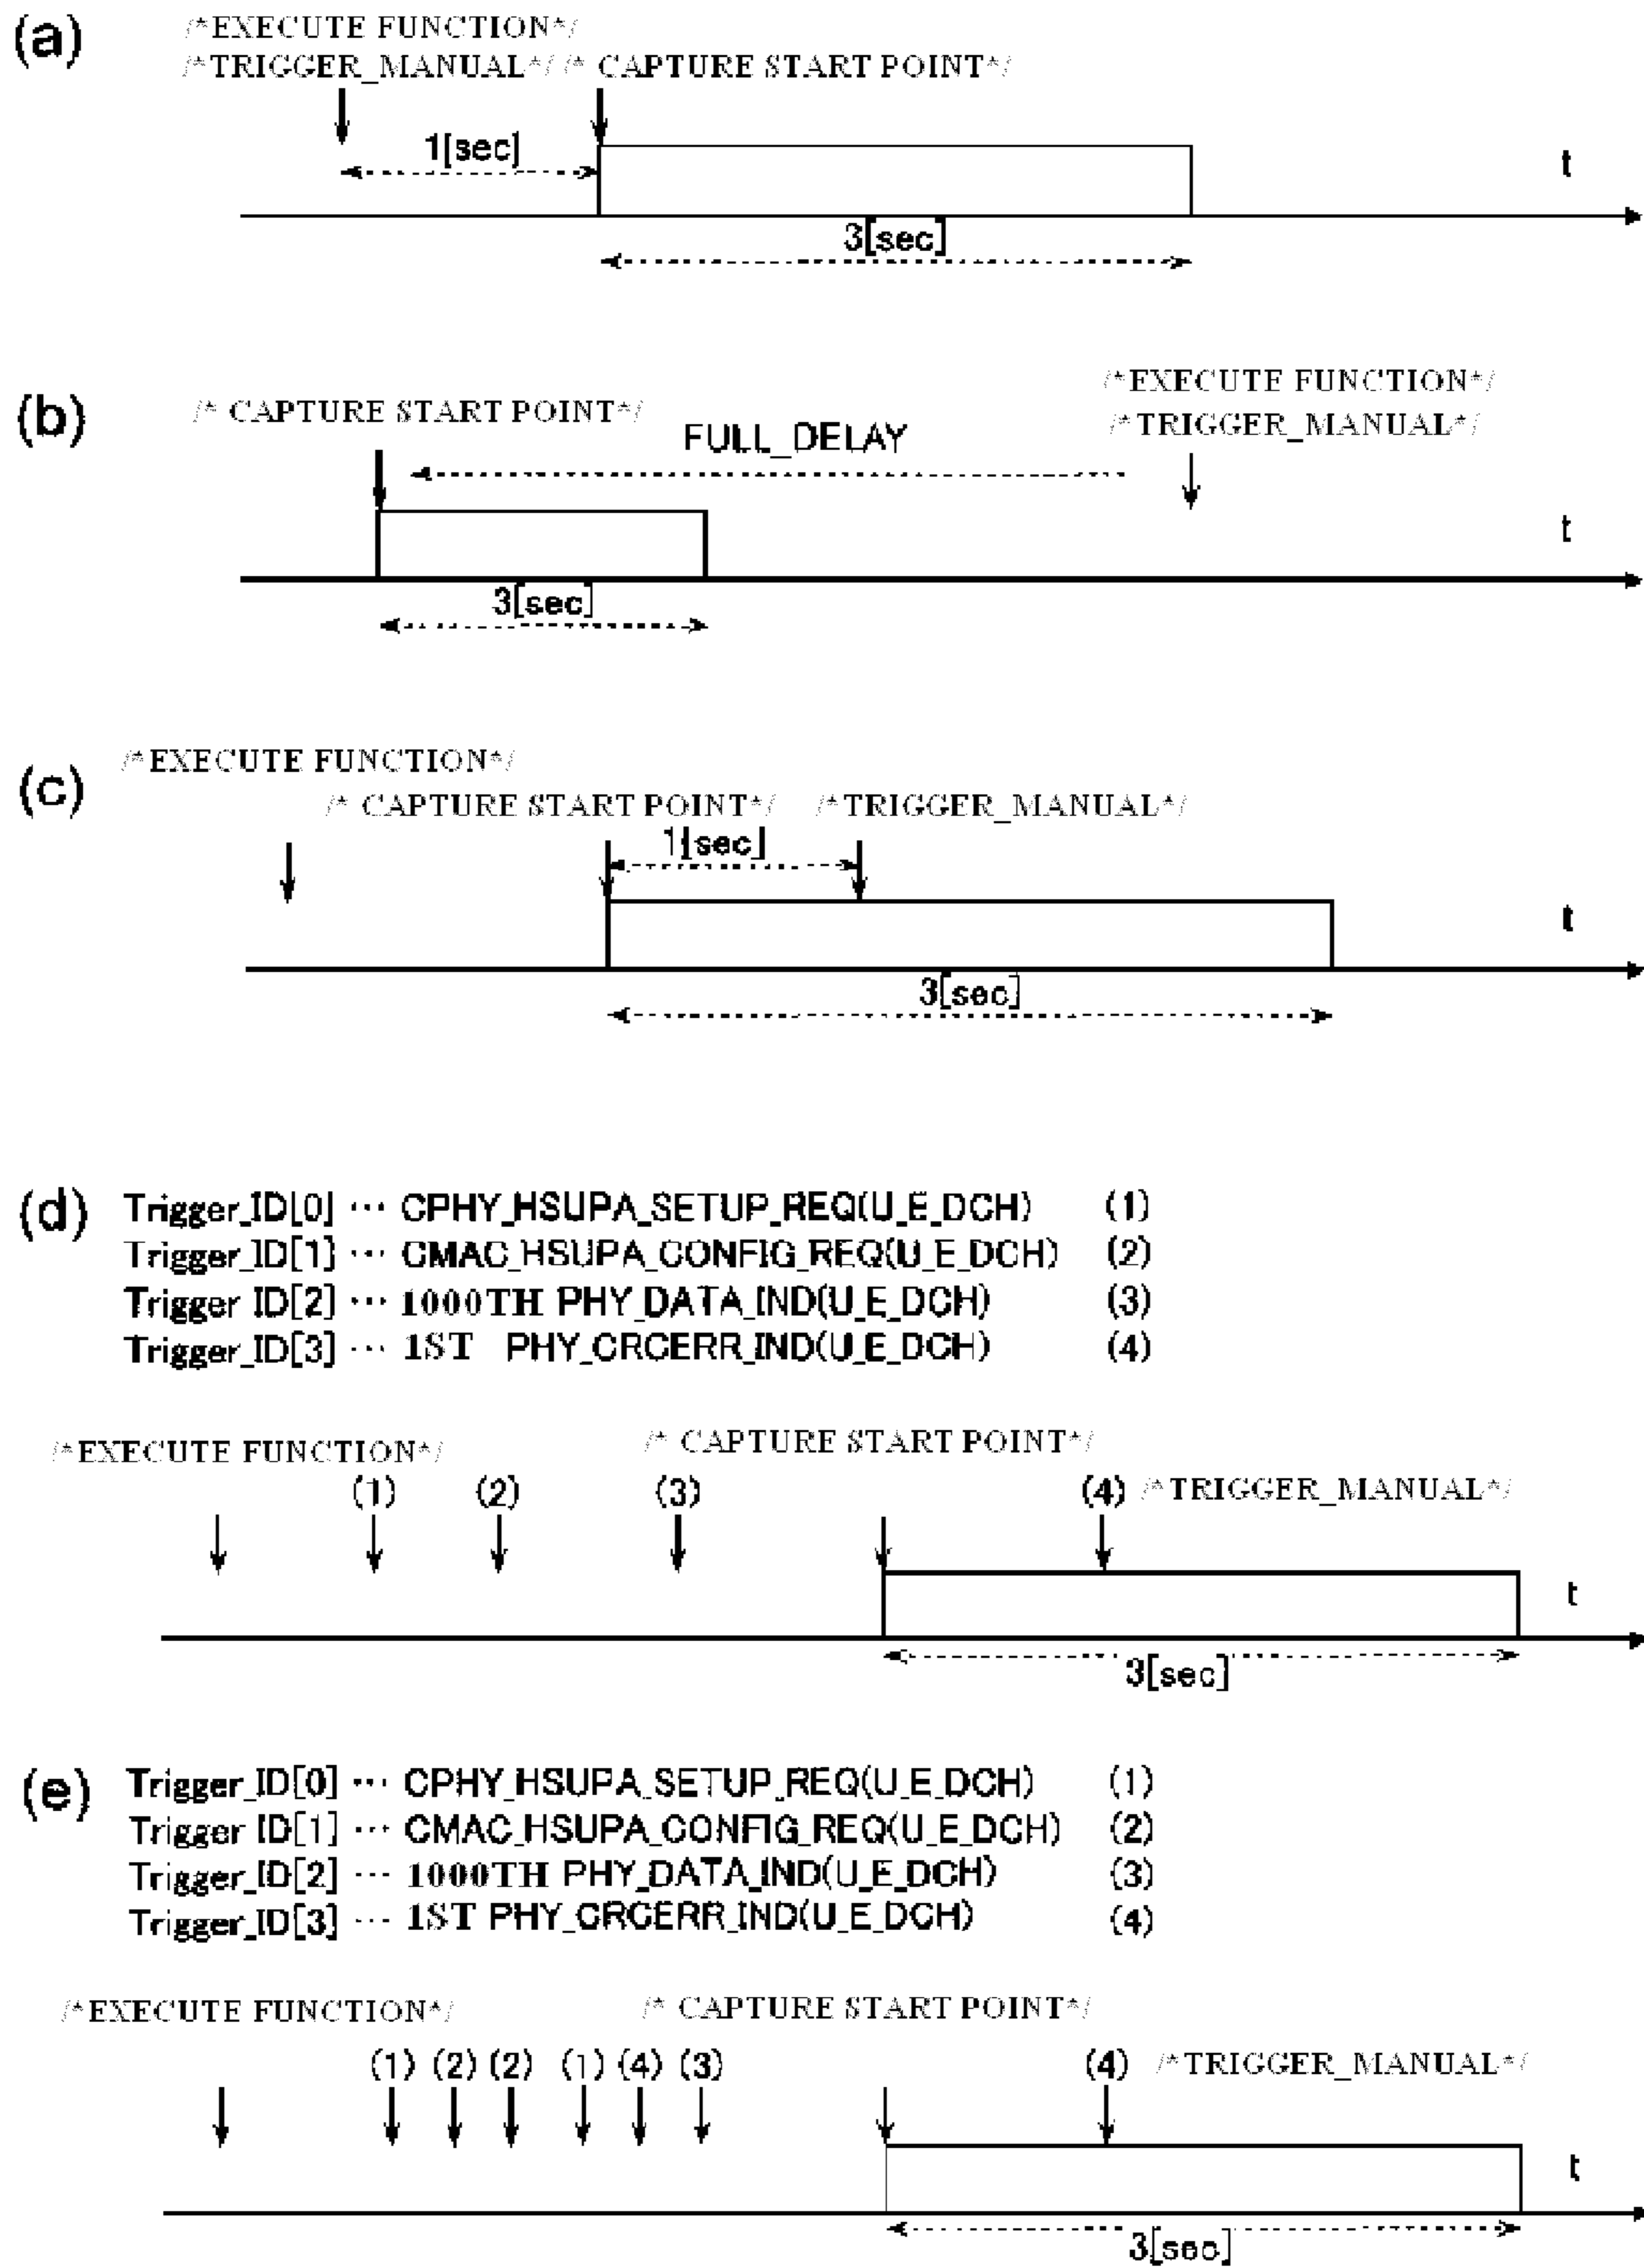 (a)
/*EXECUTE FUNCTION*/
/*TRIGGER_MANUAL*/ /* CAPTURE START POINT*/
1[sec]
t
3[sec]
(b)
/*EXECUTE FUNCTION*/
/* CAPTURE START POINT*/
/*TRIGGER_MANUAL*/
FULL_DELAY
t
3[sec]
(c)
/*EXECUTE FUNCTION*/
/* CAPTURE START POINT*/ /*TRIGGER_MANUAL*/
1[sec]
t
3[sec]
(d)
Trigger_ID[0] ··· CPHY_HSUPA_SETUP_REQ(U_E_DCH) (1)
Trigger_ID[1] ··· CMAC_HSUPA_CONFIG_REQ(U_E_DCH) (2)
Trigger ID[2] ··· 1000TH PHY_DATA_IND(U_E_DCH) (3)
Trigger_ID[3] ··· 1ST PHY_CRCERR_IND(U_E_DCH) (4)
/*EXECUTE FUNCTION*/ /* CAPTURE START POINT*/
(1) (2) (3) (4) /*TRIGGER_MANUAL*/
t
3[sec]
(e)
Trigger_ID[0] ··· CPHY_HSUPA_SETUP_REQ(U_E_DCH) (1)
Trigger ID[1] ··· CMAC_HSUPA_CONFIG_REQ(U_E_DCH) (2)
Trigger_ID[2] ··· 1000TH PHY_DATA_IND(U_E_DCH) (3)
Trigger_ID[3] ··· 1ST PHY_CRCERR_IND(U_E_DCH) (4)
/*EXECUTE FUNCTION*/ /* CAPTURE START POINT*/
(1) (2) (2) (1) (4) (3) (4) /*TRIGGER_MANUAL*/
t
3[sec]